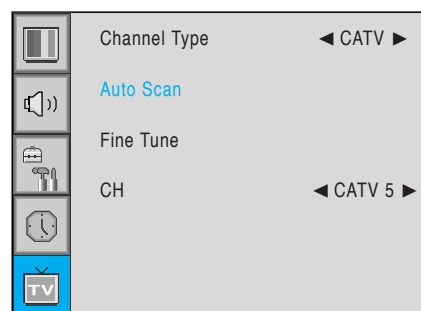 Channel Type ◀ CATV ▶
Auto Scan
Fine Tune
CH ◀ CATV 5 ▶
TV